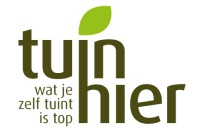 tuin
wat je
zelf tuint
is top
hier